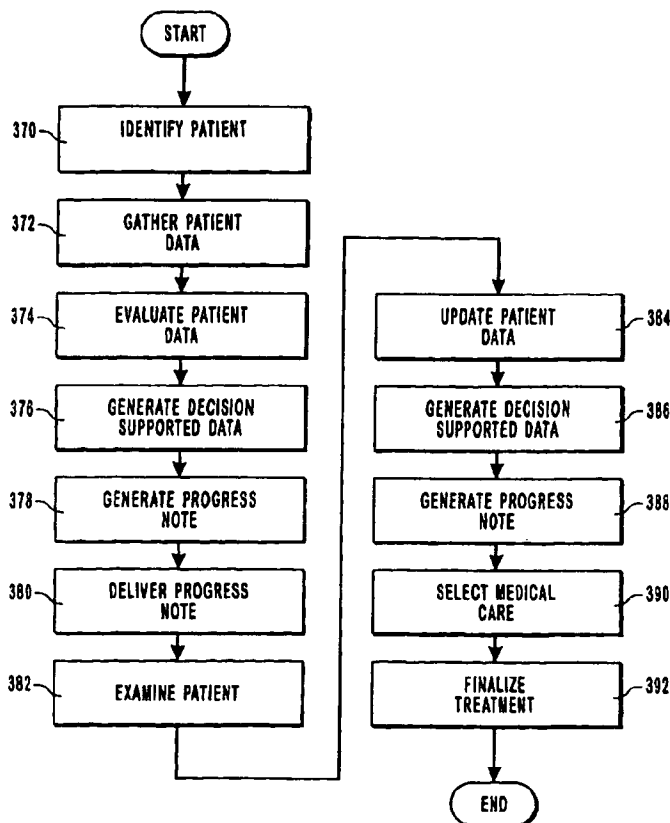 START
370
IDENTIFY PATIENT
372
GATHER PATIENT
DATA
374
EVALUATE PATIENT
DATA
376
GENERATE DECISION
SUPPORTED DATA
378
GENERATE PROGRESS
NOTE
380
DELIVER PROGRESS
NOTE
382
EXAMINE PATIENT
UPDATE PATIENT
DATA
384
GENERATE DECISION
SUPPORTED DATA
386
GENERATE PROGRESS
NOTE
388
SELECT MEDICAL
CARE
390
FINALIZE
TREATMENT
392
END